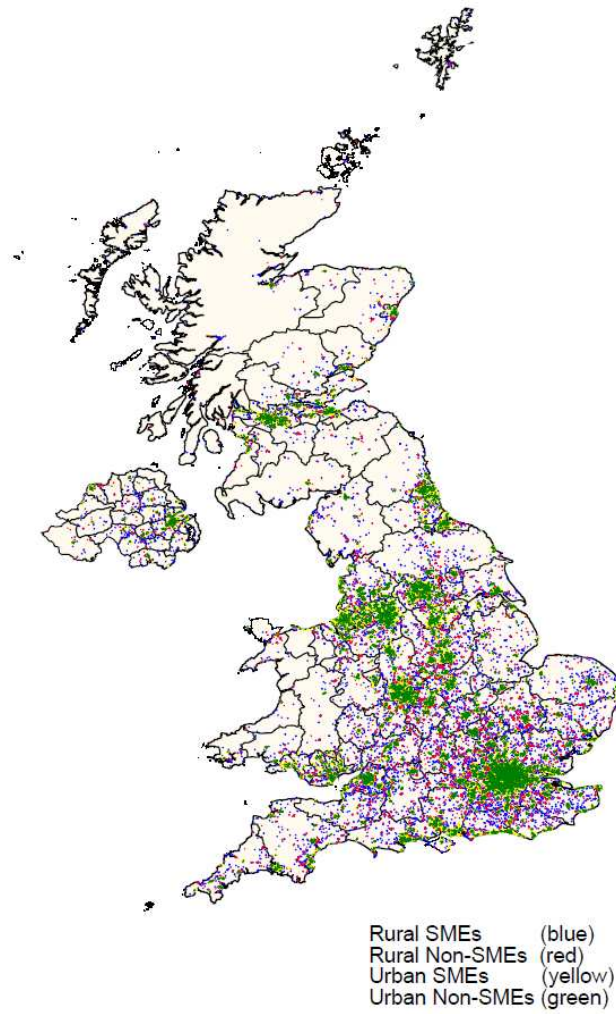 Rural SMEs (blue)
Rural Non-SMEs (red)
Urban SMEs (yellow)
Urban Non-SMEs (green)